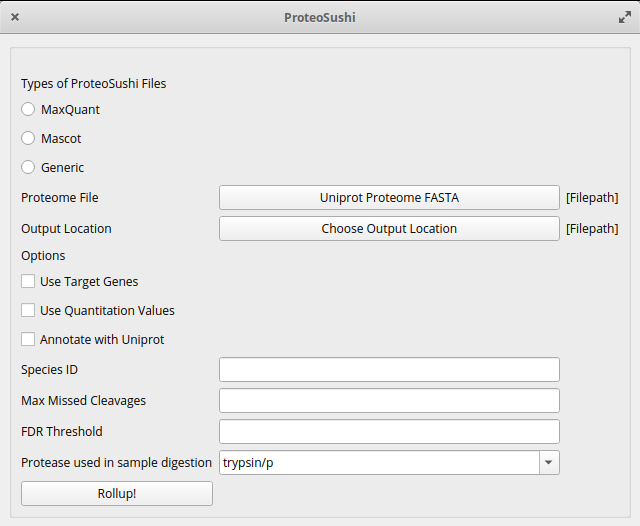 ProteoSushi
Types of ProteoSushi Files
MaxQuant
Mascot
Generic
Proteome File Uniprot Proteome FASTA [Filepath]
Output Location Choose Output Location [Filepath]
Options
Use Target Genes
Use Quantitation Values
Annotate with Uniprot
Species ID
Max Missed Cleavages
FDR Threshold
Protease used in sample digestion trypsin/p
Rollup!